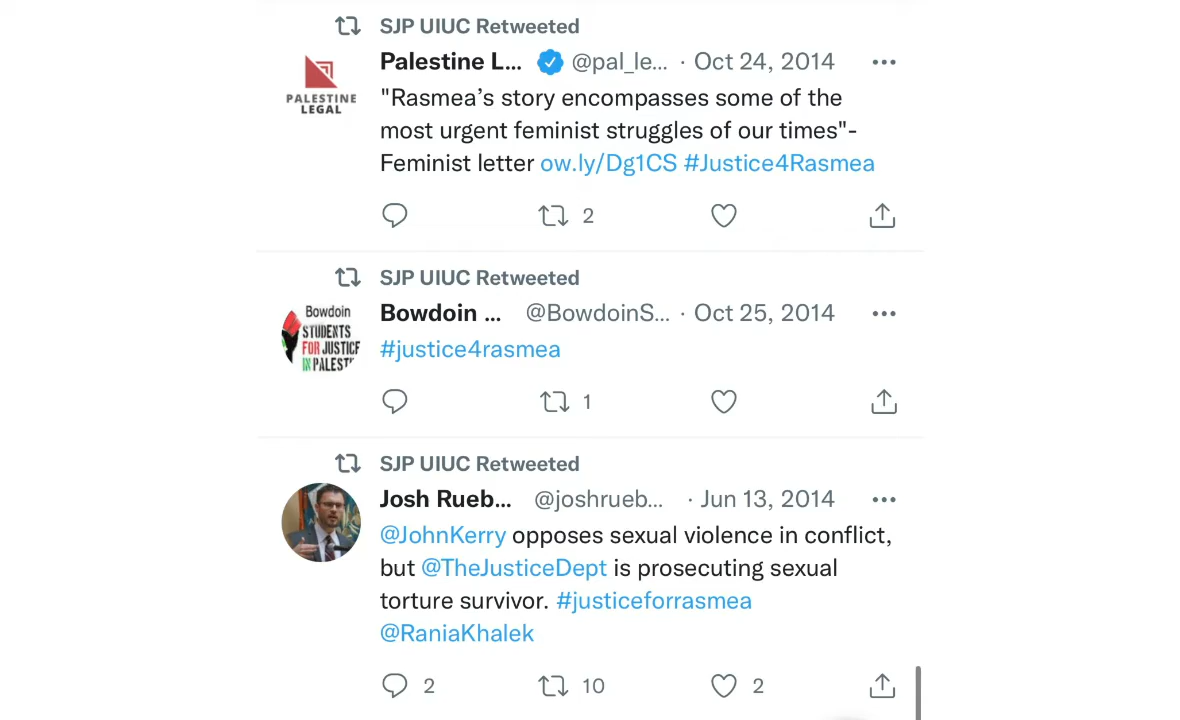 SJP UIUC Retweeted
Palestine L... @pal_le... · Oct 24, 2014 ...
PALESTINE
LEGAL
"Rasmea’s story encompasses some of the
most urgent feminist struggles of our times"-
Feminist letter ow.ly/Dg1CS #Justice4Rasmea
2
SJP UIUC Retweeted
Bowdoin ... @BowdoinS... · Oct 25, 2014 ...
Bowdoin
STUDENTS
FOR JUSTICE
IN PALEST
#justice4rasmea
1
SJP UIUC Retweeted
Josh Rueb... @joshrueb... · Jun 13, 2014 ...
@JohnKerry opposes sexual violence in conflict,
but @TheJusticeDept is prosecuting sexual
torture survivor. #justiceforrasmea
@RaniaKhalek
2 10 2